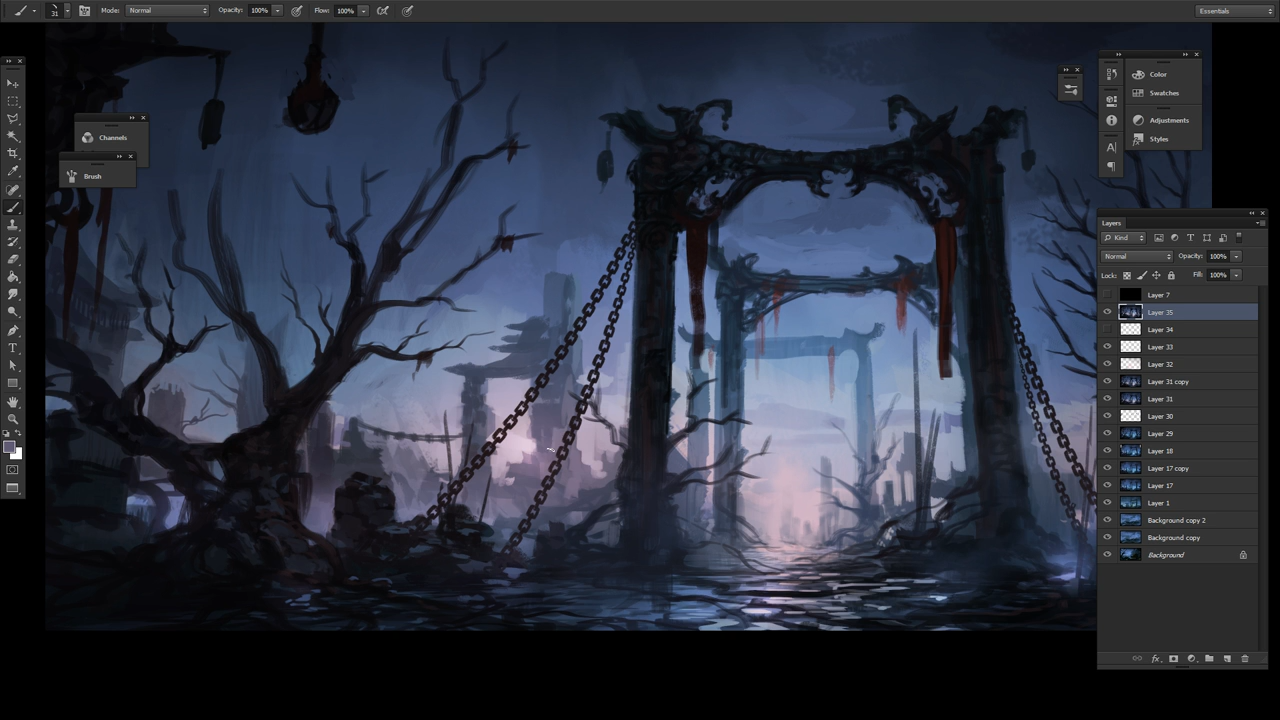 31
Mode: Normal
Opacity: 100%
Flow: 100%
Essentials
Channels
Brush
Color
Swatches
Adjustments
Styles
Layers
Kind
Normal
Opacity: 100%
Lock:
Fill: 100%
Layer 7
Layer 35
Layer 34
Layer 33
Layer 32
Layer 31 copy
Layer 31
Layer 30
Layer 29
Layer 18
Layer 17 copy
Layer 17
Layer 1
Background copy 2
Background copy
Background